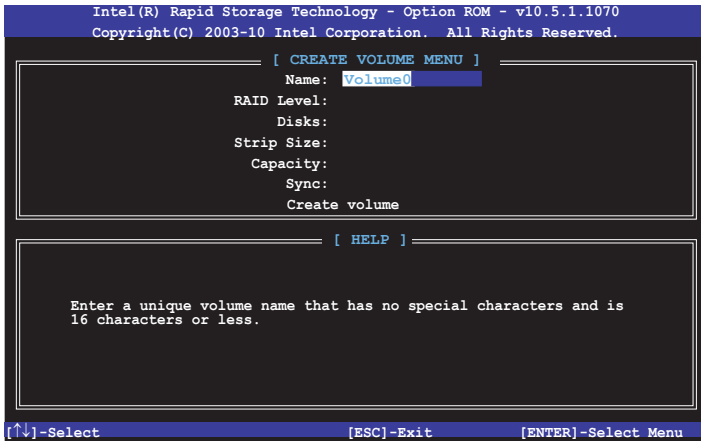 Intel(R) Rapid Storage Technology - Option ROM - v10.5.1.1070
Copyright(C) 2003-10 Intel Corporation.  All Rights Reserved.
[ CREATE VOLUME MENU ]
Name: Volume0
RAID Level:
Disks:
Strip Size:
Capacity:
Sync:
Create volume
[ HELP ]
Enter a unique volume name that has no special characters and is
16 characters or less.
[↑↓]-Select [ESC]-Exit [ENTER]-Select Menu